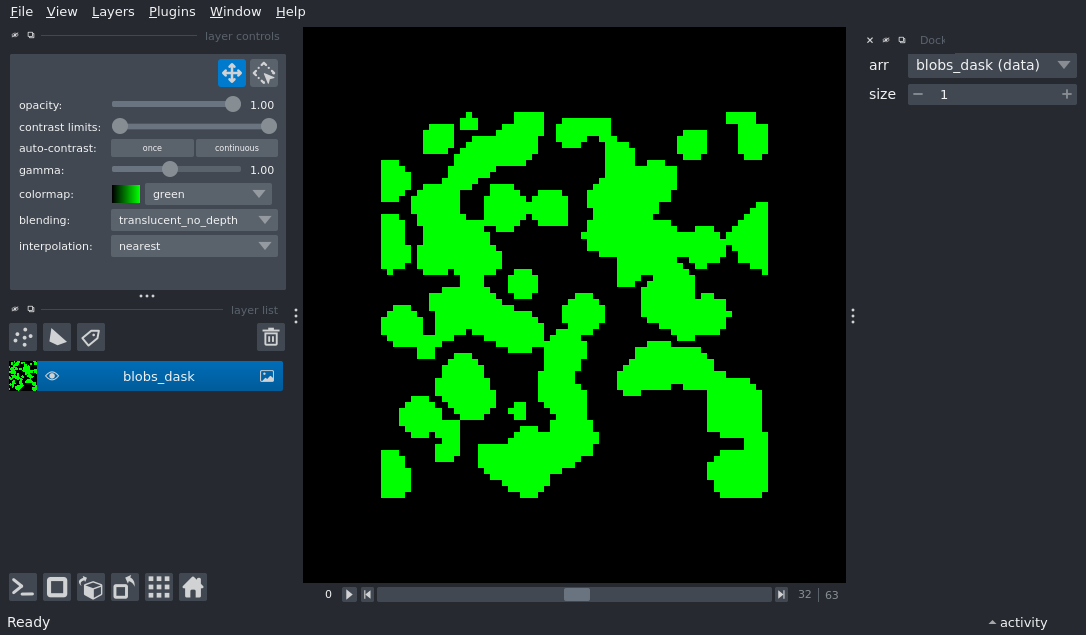 File View Layers Plugins Window Help
layer controls
opacity: 1.00
contrast limits:
auto-contrast: once continuous
gamma: 1.00
colormap: green
blending: translucent_no_depth
interpolation: nearest
layer list
blobs_dask
0 32 63
Dock
arr blobs_dask (data)
size 1
Ready
activity